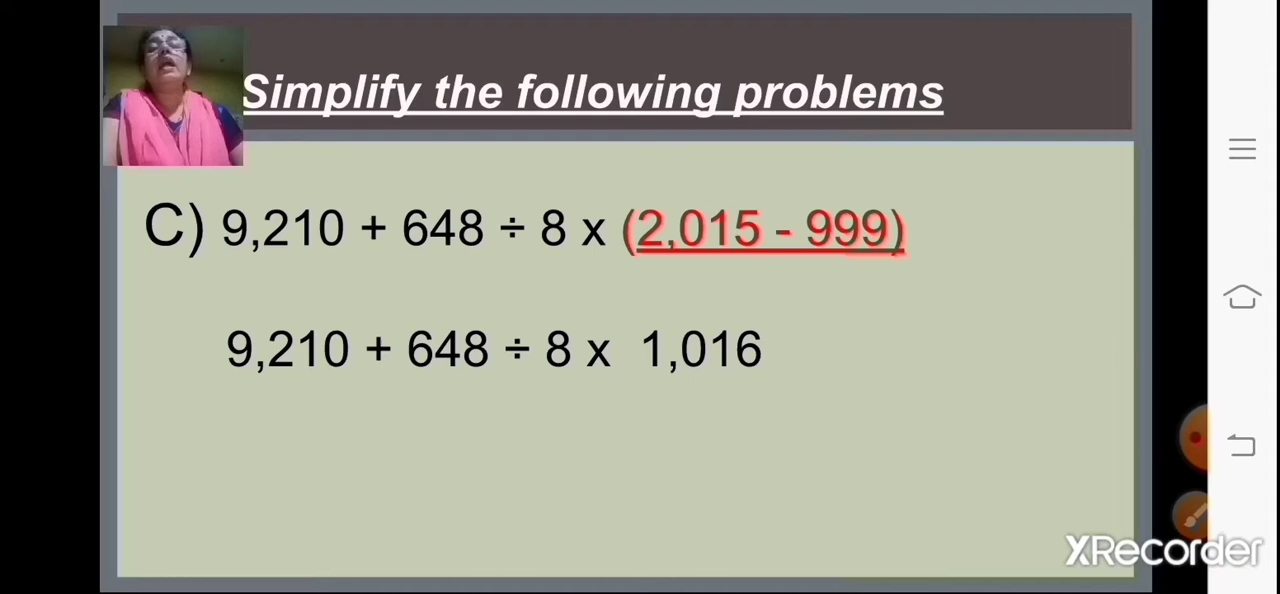 Simplify the following problems
C) 9,210 + 648 ÷ 8 x (2,015 - 999)
9,210 + 648 ÷ 8 x 1,016
XRecorder